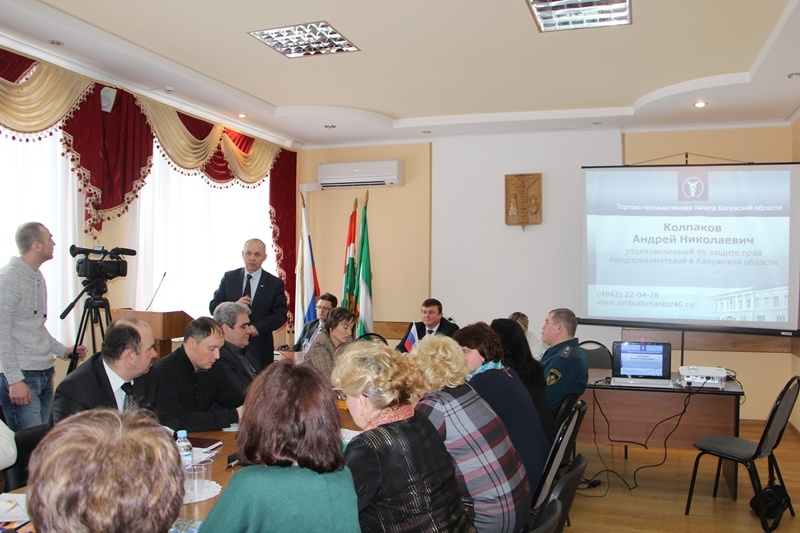 Торгово-промышленная палата Калужской области
Колпаков
Андрей Николаевич
уполномоченный по защите прав
предпринимателей в Калужской области
(4842) 22-04-28
www.ombudsmanbiz40.ru